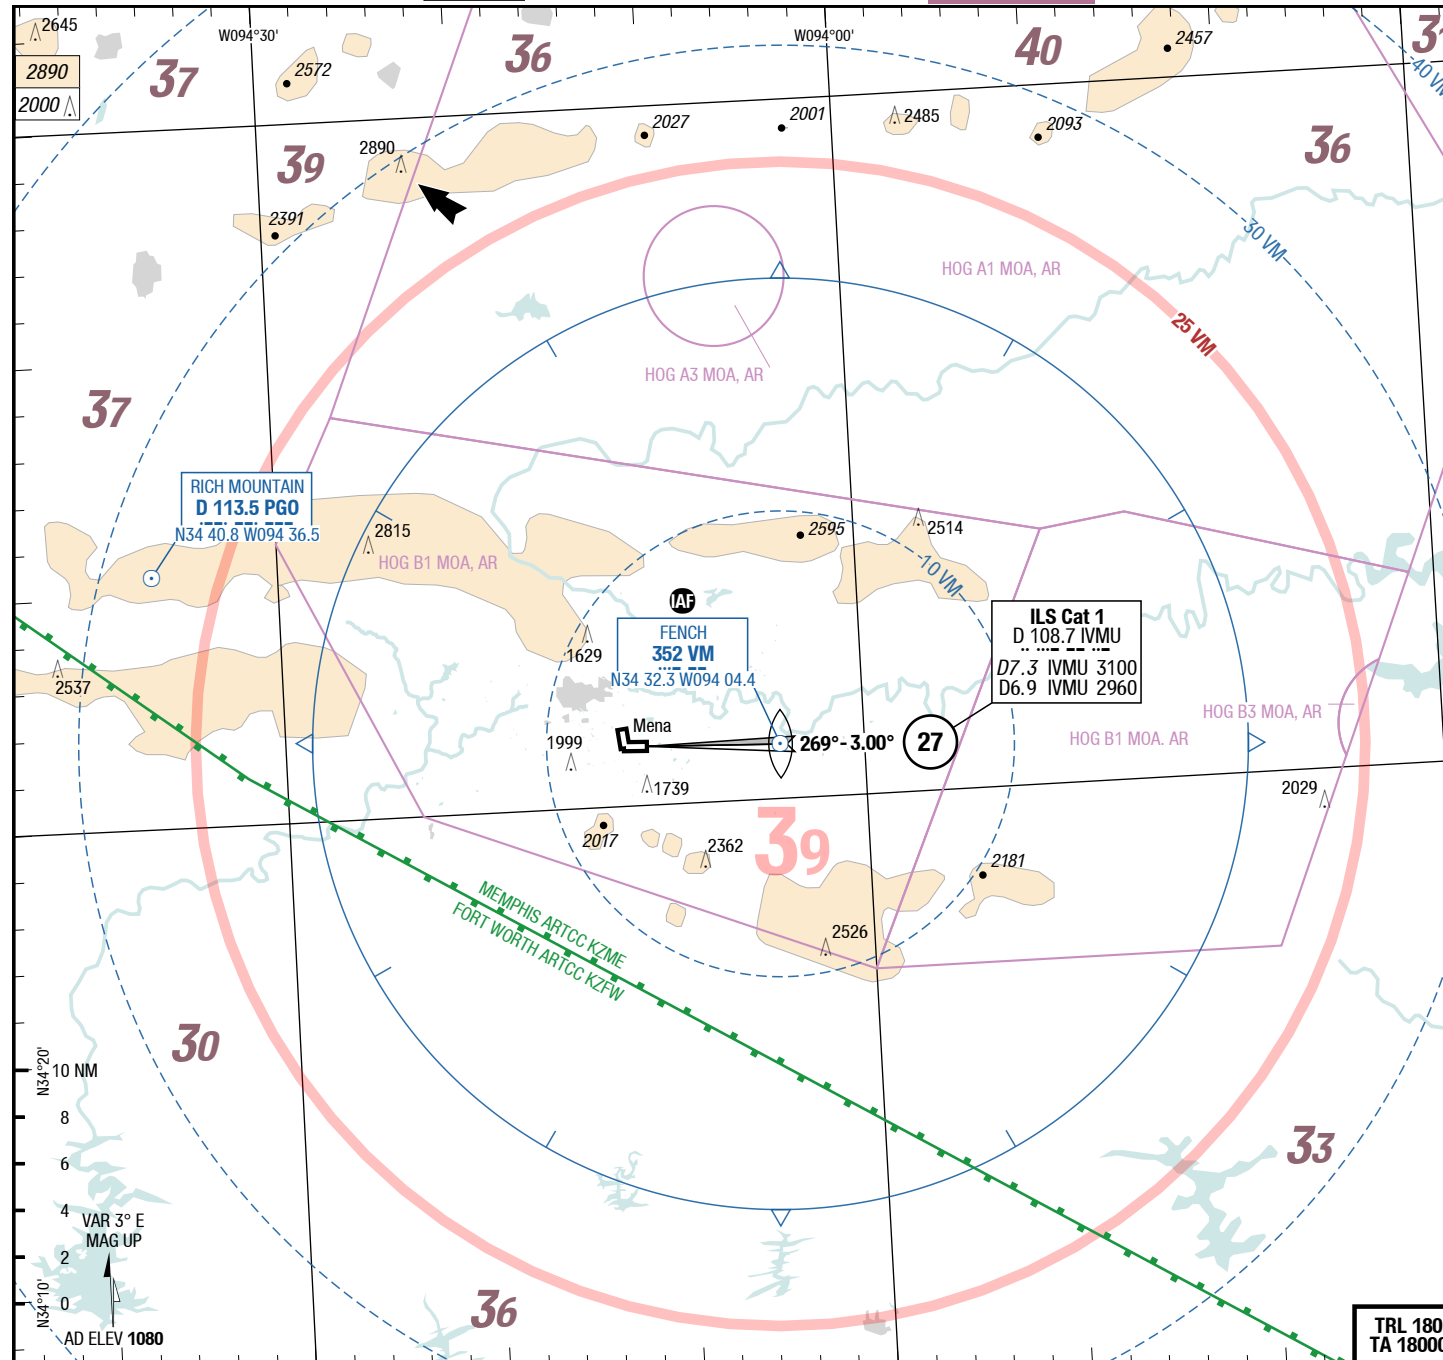 2645
2890
2000
W094°30'
W094°00'
37
36
40
2572
2457
40 VM
2027
2001
2485
2093
39
2890
36
2391
30 VM
HOG A1 MOA, AR
25 VM
HOG A3 MOA, AR
37
RICH MOUNTAIN
D 113.5 PGO
N34 40.8 W094 36.5
2815
HOG B1 MOA, AR
2595
2514
10 VM
IAF
FENCH
352 VM
N34 32.3 W094 04.4
ILS Cat 1
D 108.7 IVMU
D7.3 IVMU 3100
D6.9 IVMU 2960
1629
2537
HOG B3 MOA, AR
Mena
1999
269°- 3.00°
27
HOG B1 MOA. AR
1739
2029
2017
2362
39
2181
2526
MEMPHIS ARTCC KZME
FORT WORTH ARTCC KZFW
30
N34°20'
10 NM
8
6
4
2
0
33
VAR 3° E
MAG UP
N34°10'
AD ELEV 1080
36
TRL 180
TA 1800